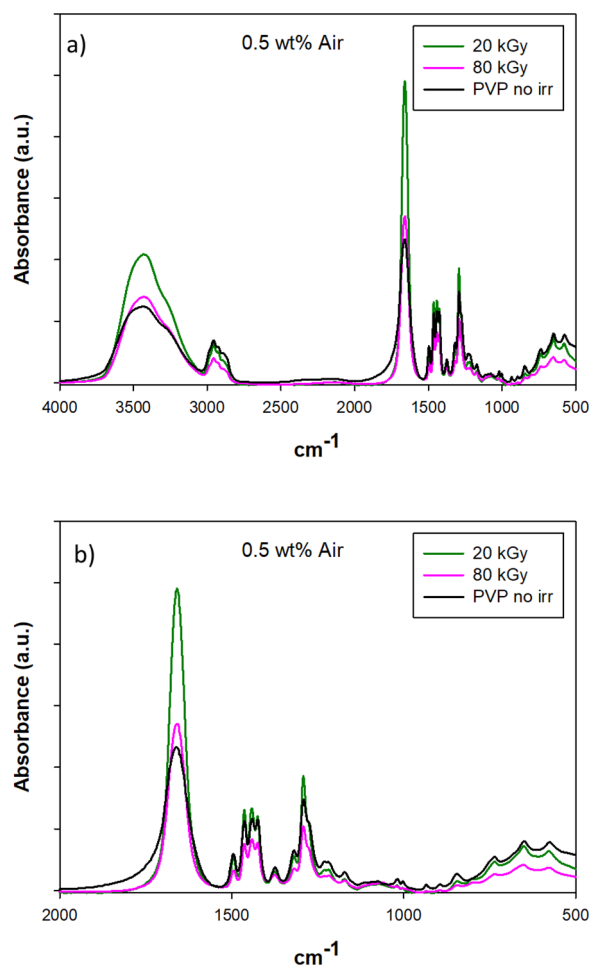 a)
0.5 wt% Air
20 kGy
80 kGy
PVP no irr
Absorbance (a.u.)
4000 3500 3000 2500 2000 1500 1000 500
cm-1
b)
0.5 wt% Air
20 kGy
80 kGy
PVP no irr
Absorbance (a.u.)
2000 1500 1000 500
cm-1